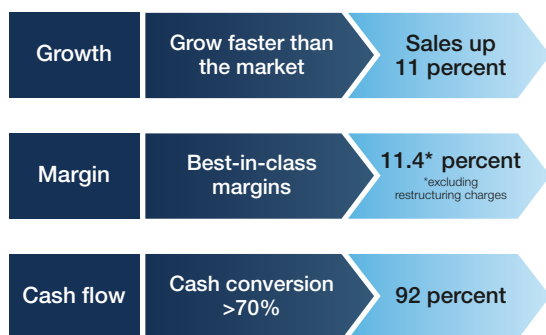 Growth
Grow faster than
the market
Sales up
11 percent
Margin
Best-in-class
margins
11.4* percent
*excluding
restructuring charges
Cash flow
Cash conversion
>70%
92 percent